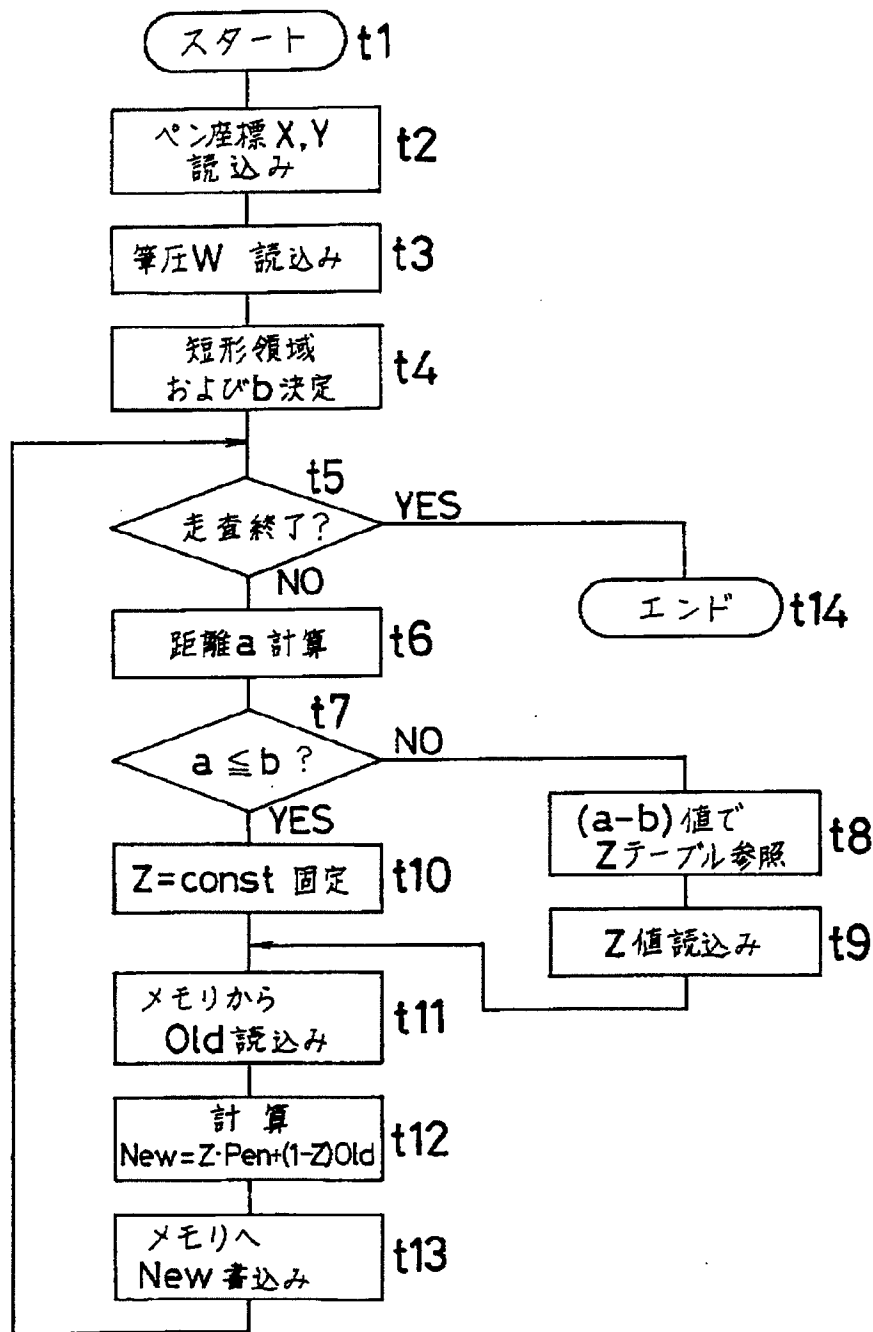 スタート t1
ペン座標X,Y
読込み
t2
筆圧W 読込み t3
短形領域
およびb決定
t4
t5
走査終了?
YES
NO
エンド t14
距離a計算 t6
t7
a≦b?
NO
YES
(a-b)値で
Zテーブル参照
t8
Z値読込み t9
Z=const 固定 t10
メモリから
Old読込み
t11
計算
New=Z·Pen+(1-Z)Old
t12
メモリへ
New書込み
t13